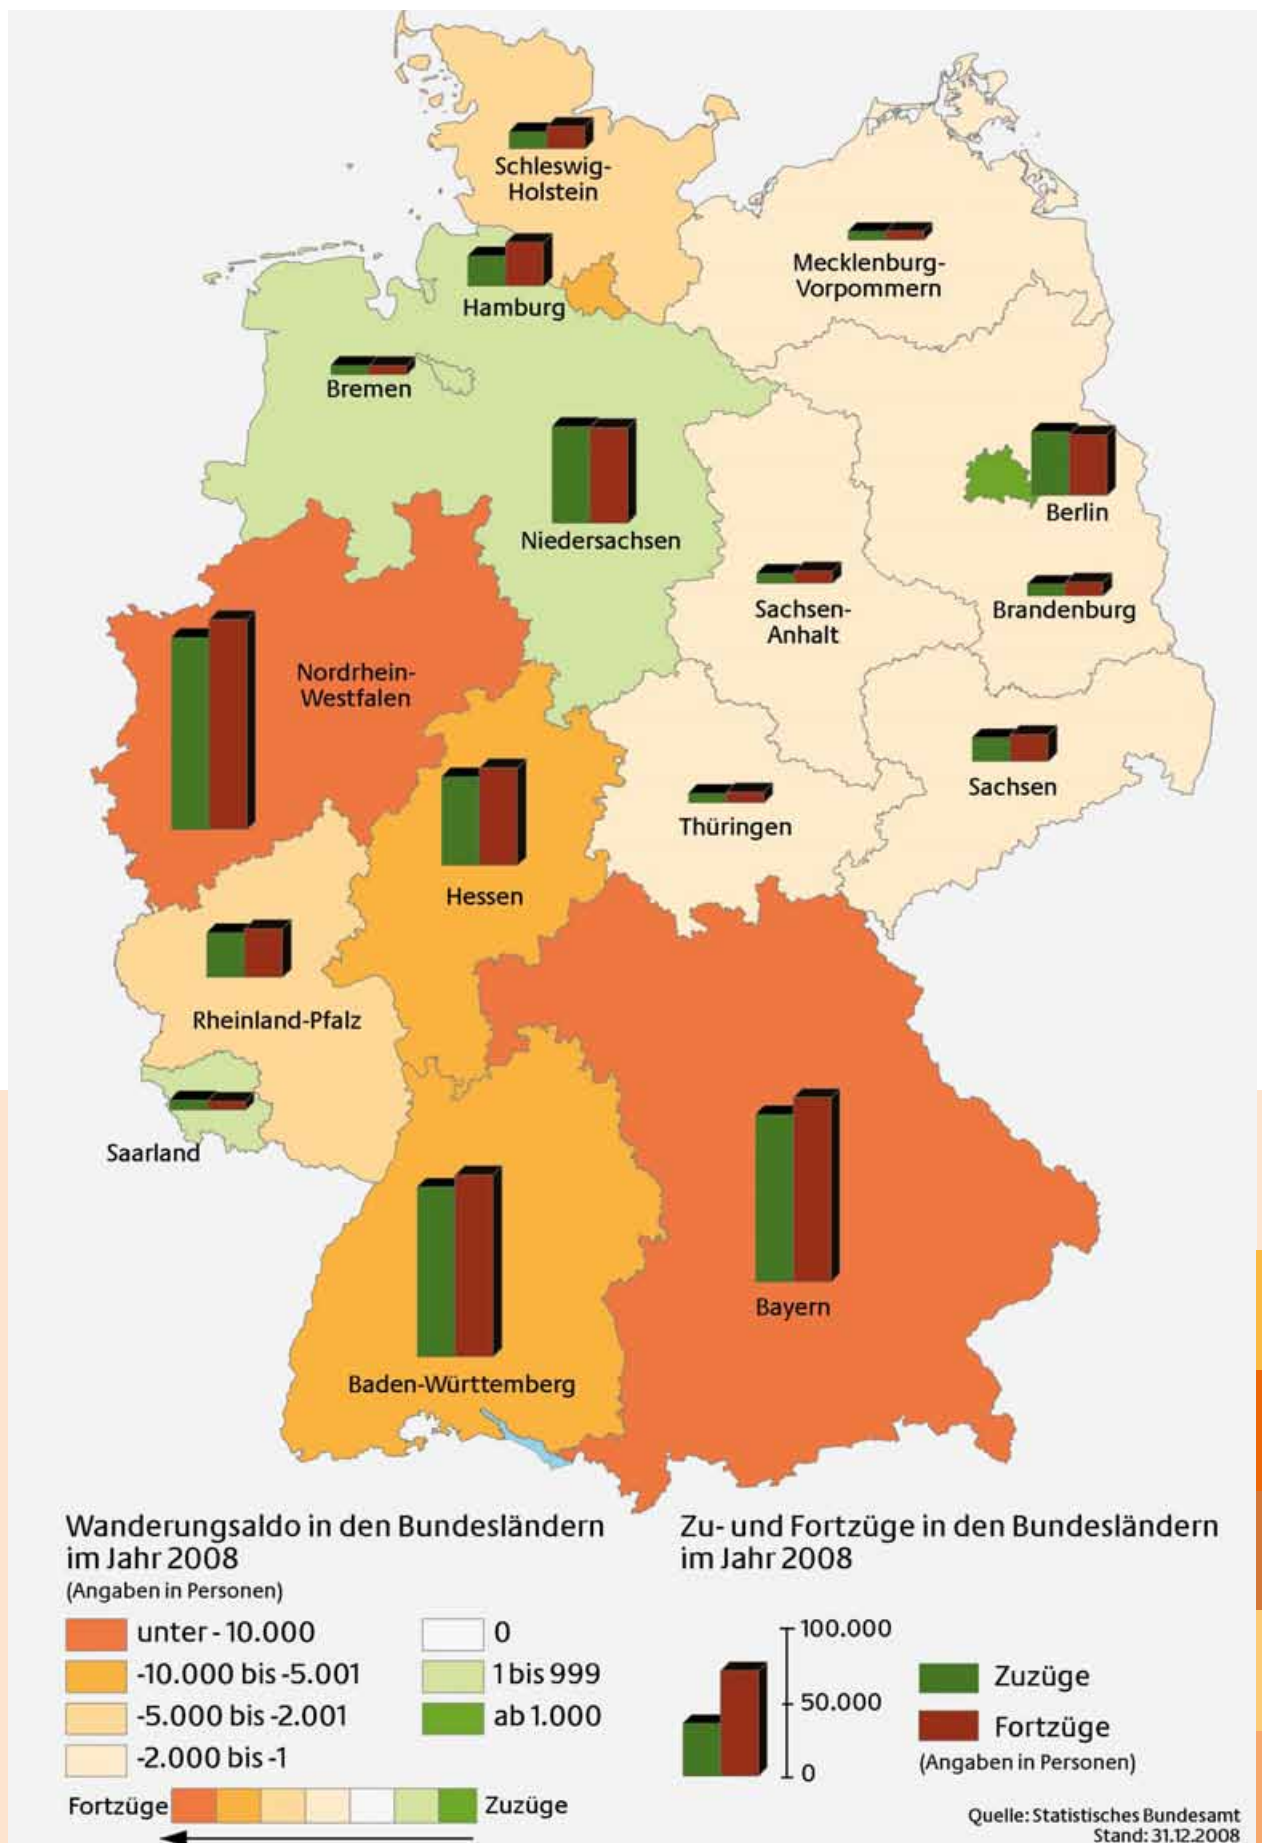 Schleswig-
Holstein
Mecklenburg-
Vorpommern
Hamburg
Bremen
Niedersachsen
Berlin
Sachsen-
Anhalt
Brandenburg
Nordrhein-
Westfalen
Sachsen
Thüringen
Hessen
Rheinland-Pfalz
Saarland
Bayern
Baden-Württemberg
Wanderungsaldo in den Bundesländern
im Jahr 2008
(Angaben in Personen)
unter - 10.000
-10.000 bis -5.001
-5.000 bis -2.001
-2.000 bis -1
0
1 bis 999
ab 1.000
Fortzüge
Zuzüge
Zu- und Fortzüge in den Bundesländern
im Jahr 2008
100.000
50.000
0
Zuzüge
Fortzüge
(Angaben in Personen)
Quelle: Statistisches Bundesamt
Stand: 31.12.2008